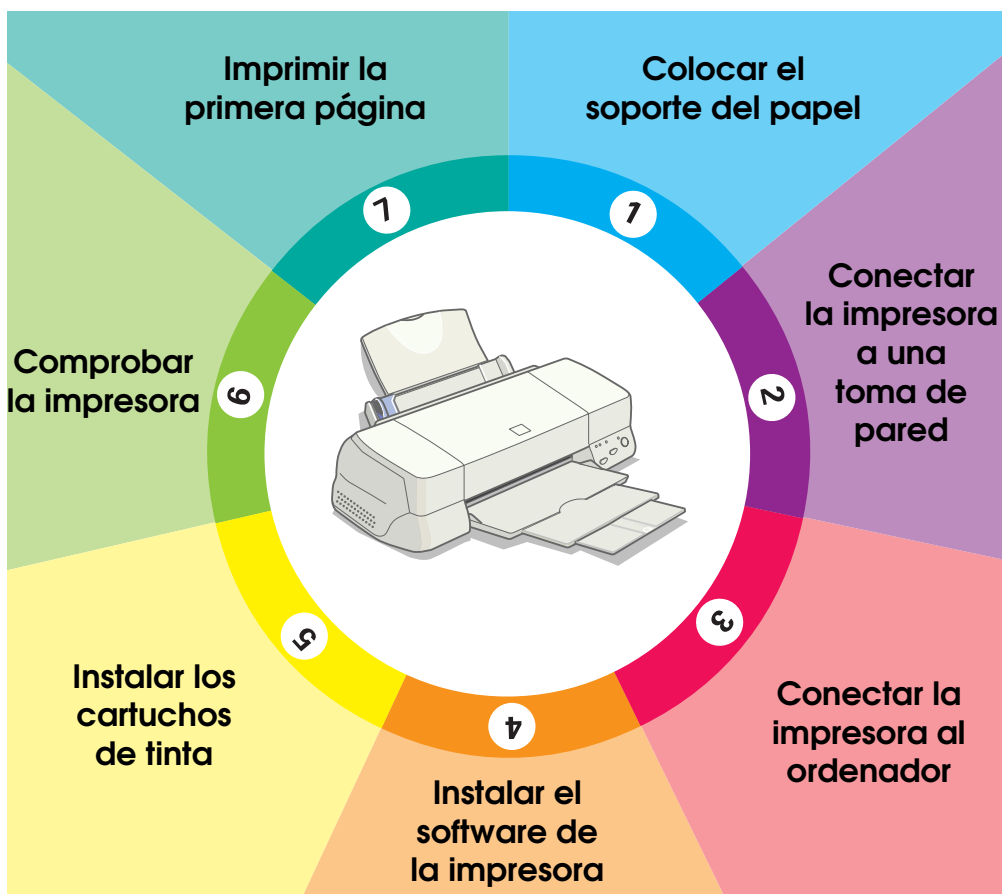 Colocar el
soporte del papel
1
Conectar
la impresora
a una
toma de
pared
2
Conectar la
impresora al
ordenador
3
Instalar el
software de
la impresora
4
Instalar los
cartuchos
de tinta
5
Comprobar
la impresora
6
Imprimir la
primera página
7